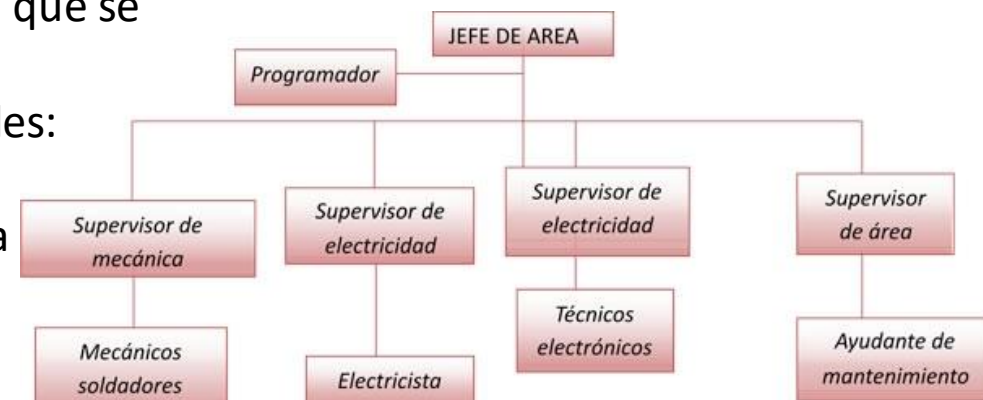 que se
JEFE DE AREA
Programador
les:
a
Supervisor de
mecánica
Supervisor de
electricidad
Supervisor de
electricidad
Supervisor
de área
Mecánicos
soldadores
Electricista
Técnicos
electrónicos
Ayudante de
mantenimiento